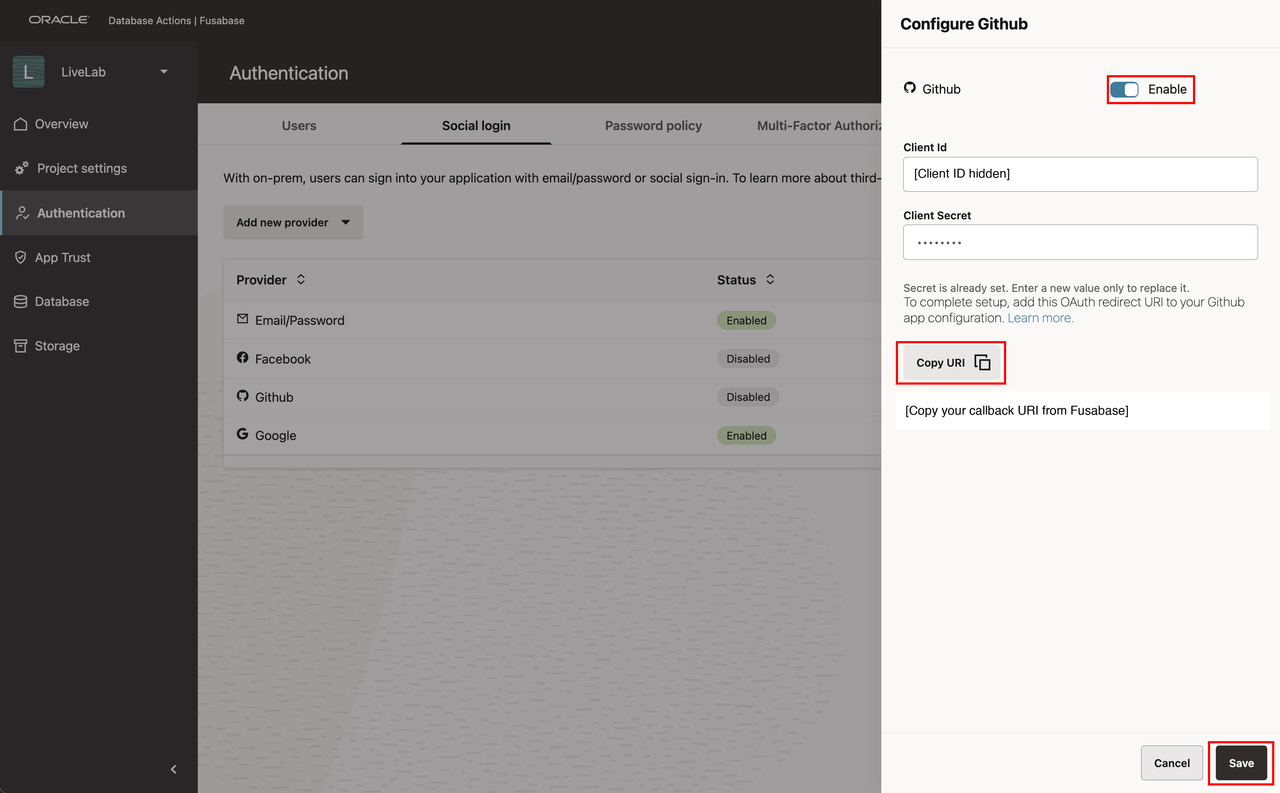 ORACLE Database Actions | Fusabase
L LiveLab
Overview
Project settings
Authentication
App Trust
Database
Storage
Authentication
Users Social login Password policy Multi-Factor Authoriz
With on-prem, users can sign into your application with email/password or social sign-in. To learn more about third-
Add new provider
Provider Status
Email/Password Enabled
Facebook Disabled
Github Disabled
Google Enabled
Configure Github
Github Enable
Client Id
[Client ID hidden]
Client Secret
••••••••
Secret is already set. Enter a new value only to replace it.
To complete setup, add this OAuth redirect URI to your Github
app configuration. Learn more.
Copy URI
[Copy your callback URI from Fusabase]
Cancel Save